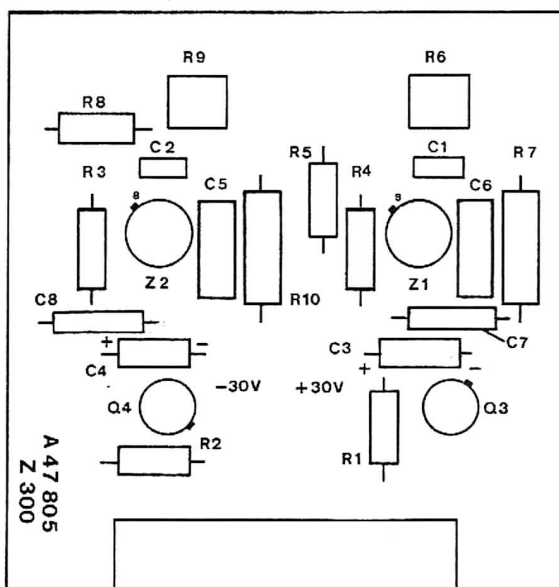 R9
R6
R8
C2
R5
C1
R7
R3
C5
R4
C6
8
9
Z2
Z1
R10
C8
C7
+
-
C4
C3
+
-
-30V
+30V
Q4
Q3
R2
R1
A 47 805
Z 300